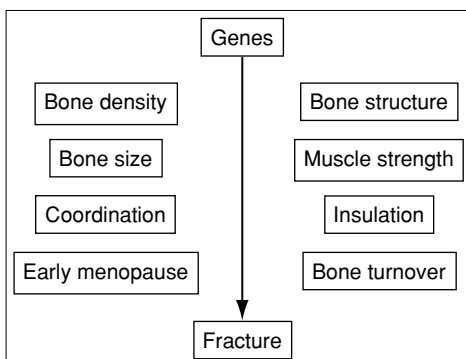 Genes
Bone density
Bone structure
Bone size
Muscle strength
Coordination
Insulation
Early menopause
Bone turnover
Fracture